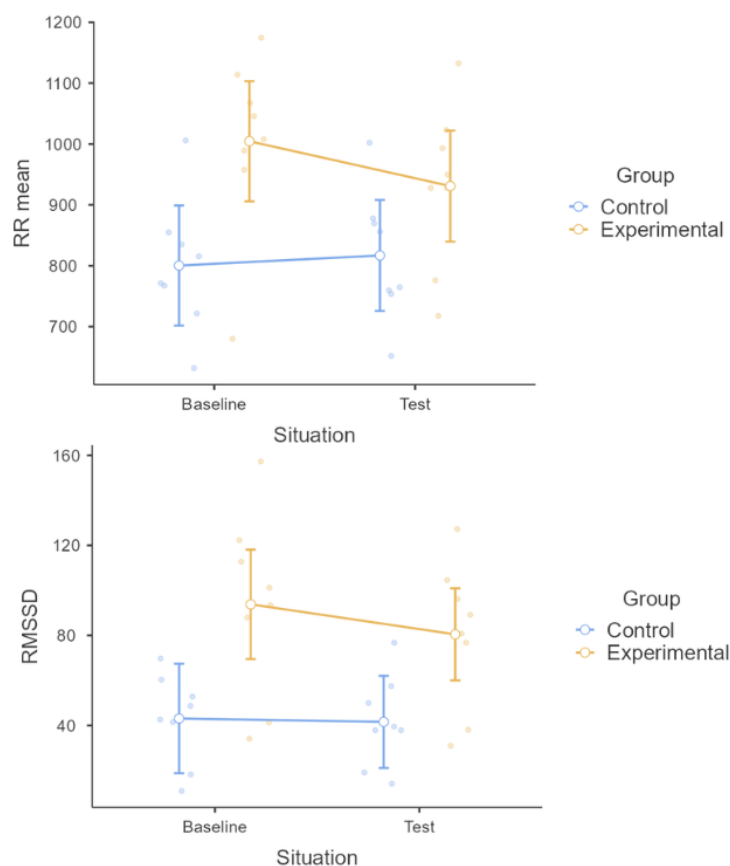 1200
1100
1000
900
800
700
RR mean
Baseline
Test
Situation
Group
Control
Experimental
160
120
80
40
RMSSD
Baseline
Test
Situation
Group
Control
Experimental